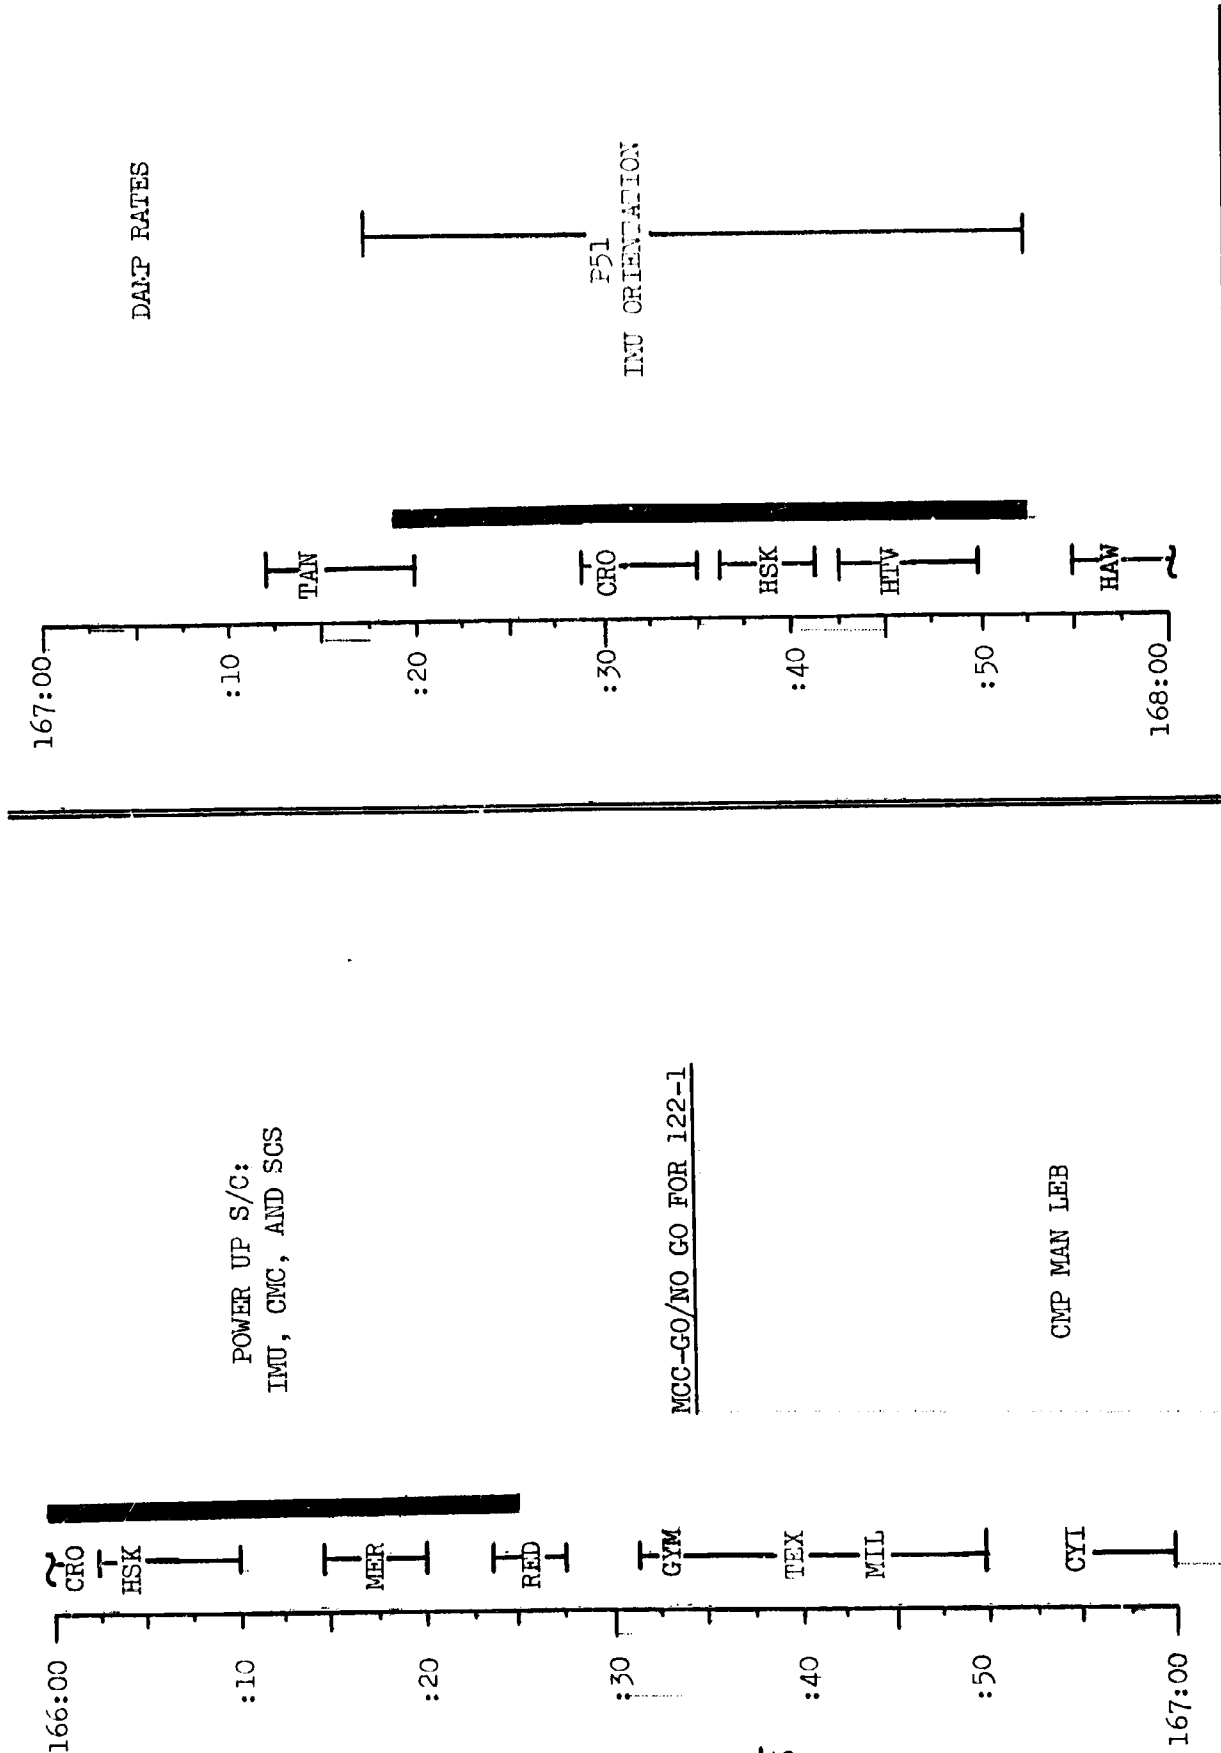 166:00
CRO
HSK
:10
POWER UP S/C:
IMU, CMC, AND SCS
MER
:20
RED
:30
GYM
MCC-GO/NO GO FOR 122-1
TEX
:40
MIL
:50
CYI
CMP MAN LEB
167:00
167:00
DAMP RATES
:10
TAN
:20
:30
CRO
P51
IMU ORIENTATION
HSK
:40
HTV
:50
HAW
168:00